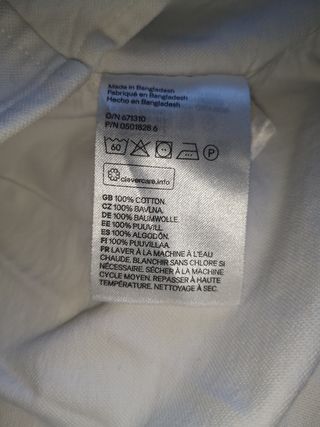 Made in Bangladesh
Fabriqué en Bangladesh
Hecho en Bangladesh
O/N 671310
P/N 0501828.6
60 P
clevercare.info
GB 100% COTTON.
CZ 100% BAVLNA.
DE 100% BAUMWOLLE.
EE 100% PUUVILL.
ES 100% ALGODÓN.
FI 100% PUUVILLAA.
FR LAVER À LA MACHINE À L'EAU
CHAUDE. BLANCHIR SANS CHLORE SI
NÉCESSAIRE. SÉCHER À LA MACHINE
CYCLE MOYEN. REPASSER À HAUTE
TEMPÉRATURE. NETTOYAGE À SEC.